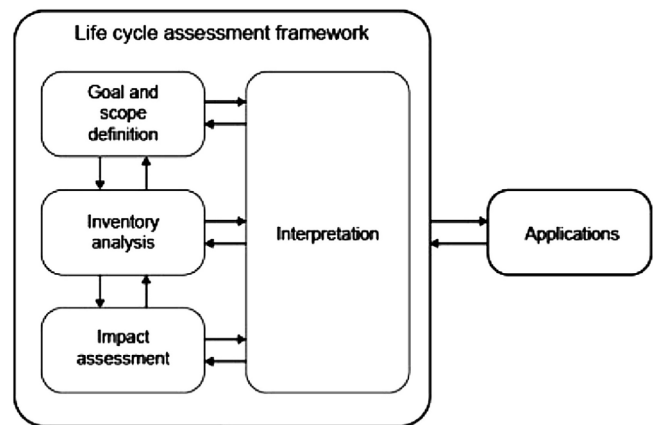 Life cycle assessment framework
Goal and
scope
definition
Inventory
analysis
Impact
assessment
Interpretation
Applications